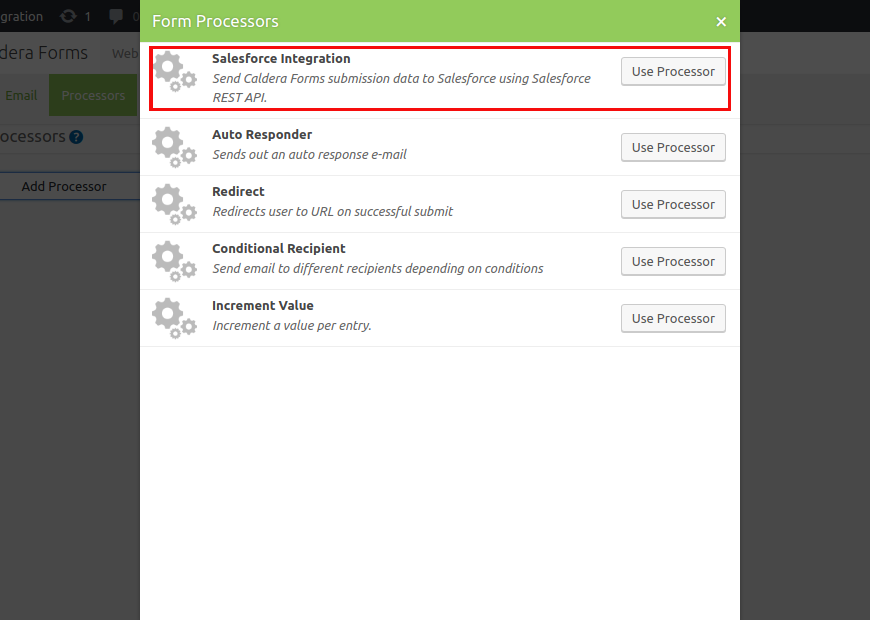 gration 1 0
Form Processors ×
dera Forms Web
Salesforce Integration
Send Caldera Forms submission data to Salesforce using Salesforce
REST API.
Use Processor
Email Processors
ocessors ?
Auto Responder
Sends out an auto response e-mail
Use Processor
Add Processor
Redirect
Redirects user to URL on successful submit
Use Processor
Conditional Recipient
Send email to different recipients depending on conditions
Use Processor
Increment Value
Increment a value per entry.
Use Processor